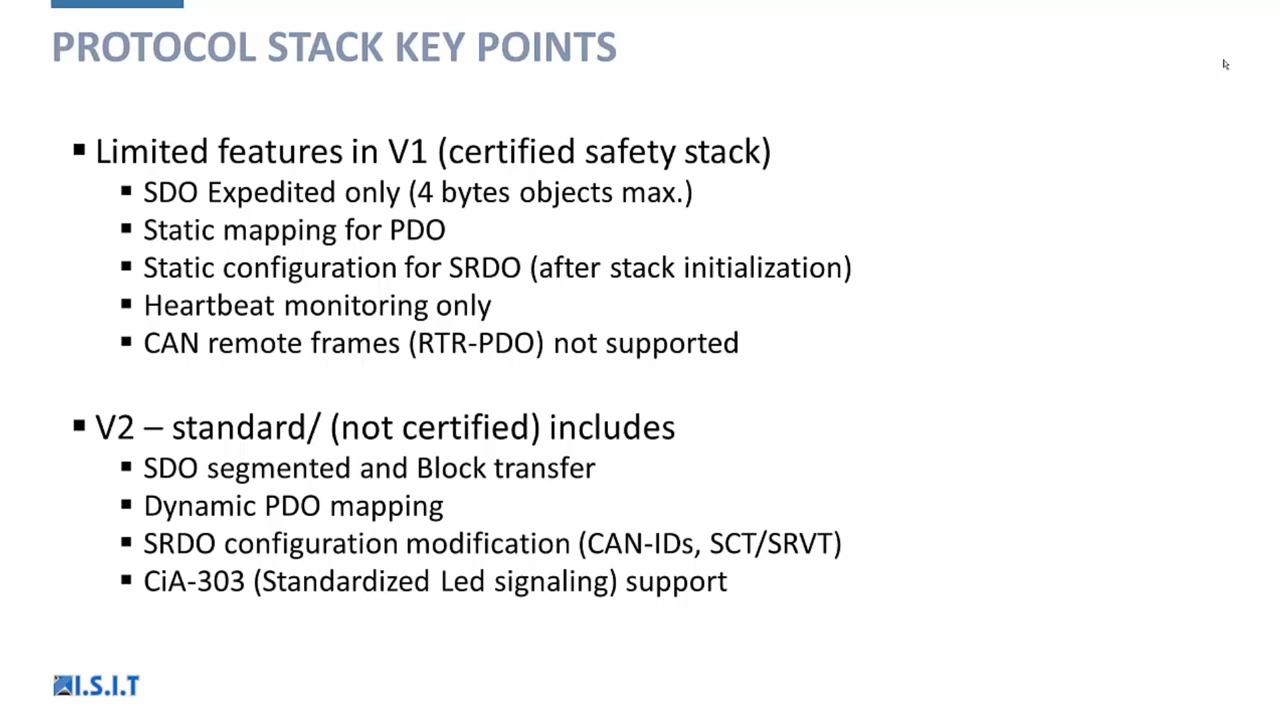 PROTOCOL STACK KEY POINTS
▪ Limited features in V1 (certified safety stack)
▪ SDO Expedited only (4 bytes objects max.)
▪ Static mapping for PDO
▪ Static configuration for SRDO (after stack initialization)
▪ Heartbeat monitoring only
▪ CAN remote frames (RTR-PDO) not supported
▪ V2 – standard/ (not certified) includes
▪ SDO segmented and Block transfer
▪ Dynamic PDO mapping
▪ SRDO configuration modification (CAN-IDs, SCT/SRVT)
▪ CiA-303 (Standardized Led signaling) support
I.S.I.T